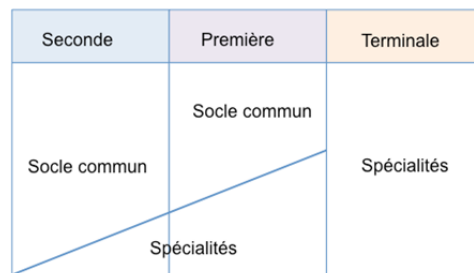 Seconde
Première
Terminale
Socle commun
Socle commun
Spécialités
Spécialités